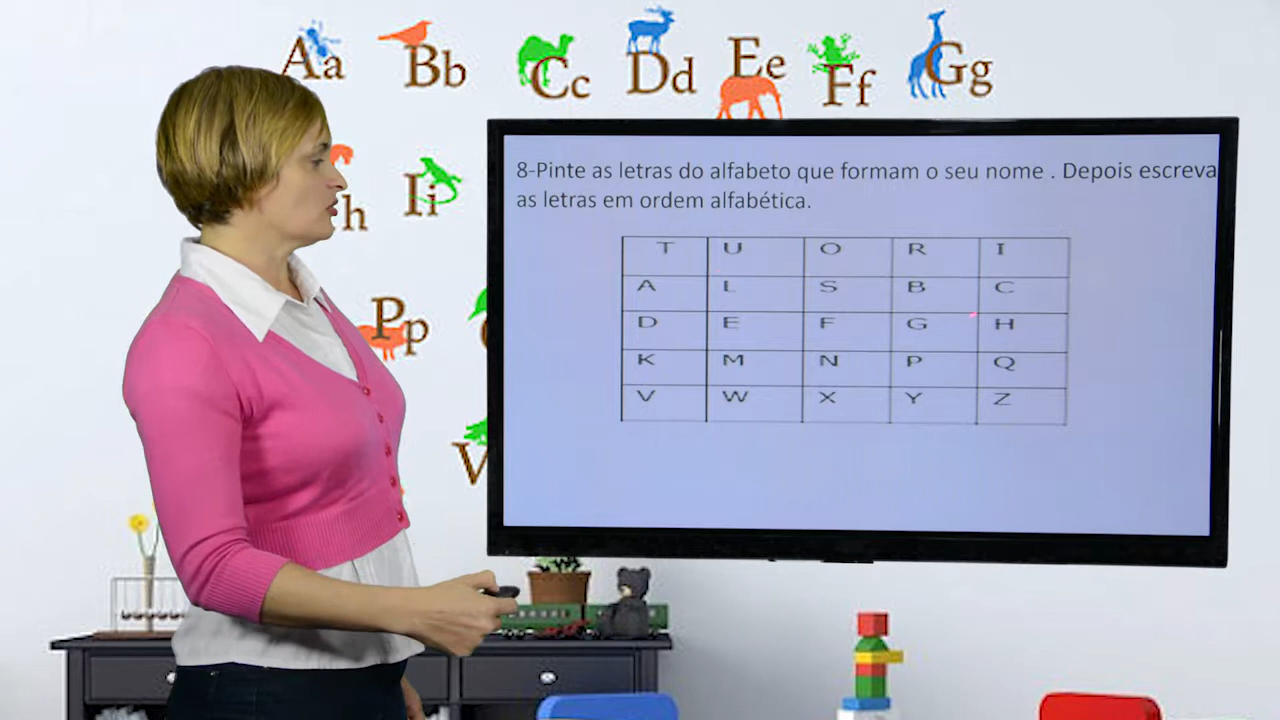 Aa Bb Cc Dd Ee Ff Gg
h Ii
Pp
V
8-Pinte as letras do alfabeto que formam o seu nome . Depois escreva
as letras em ordem alfabética.
T U O R I
A L S B C
D E F G H
K M N P Q
V W X Y Z